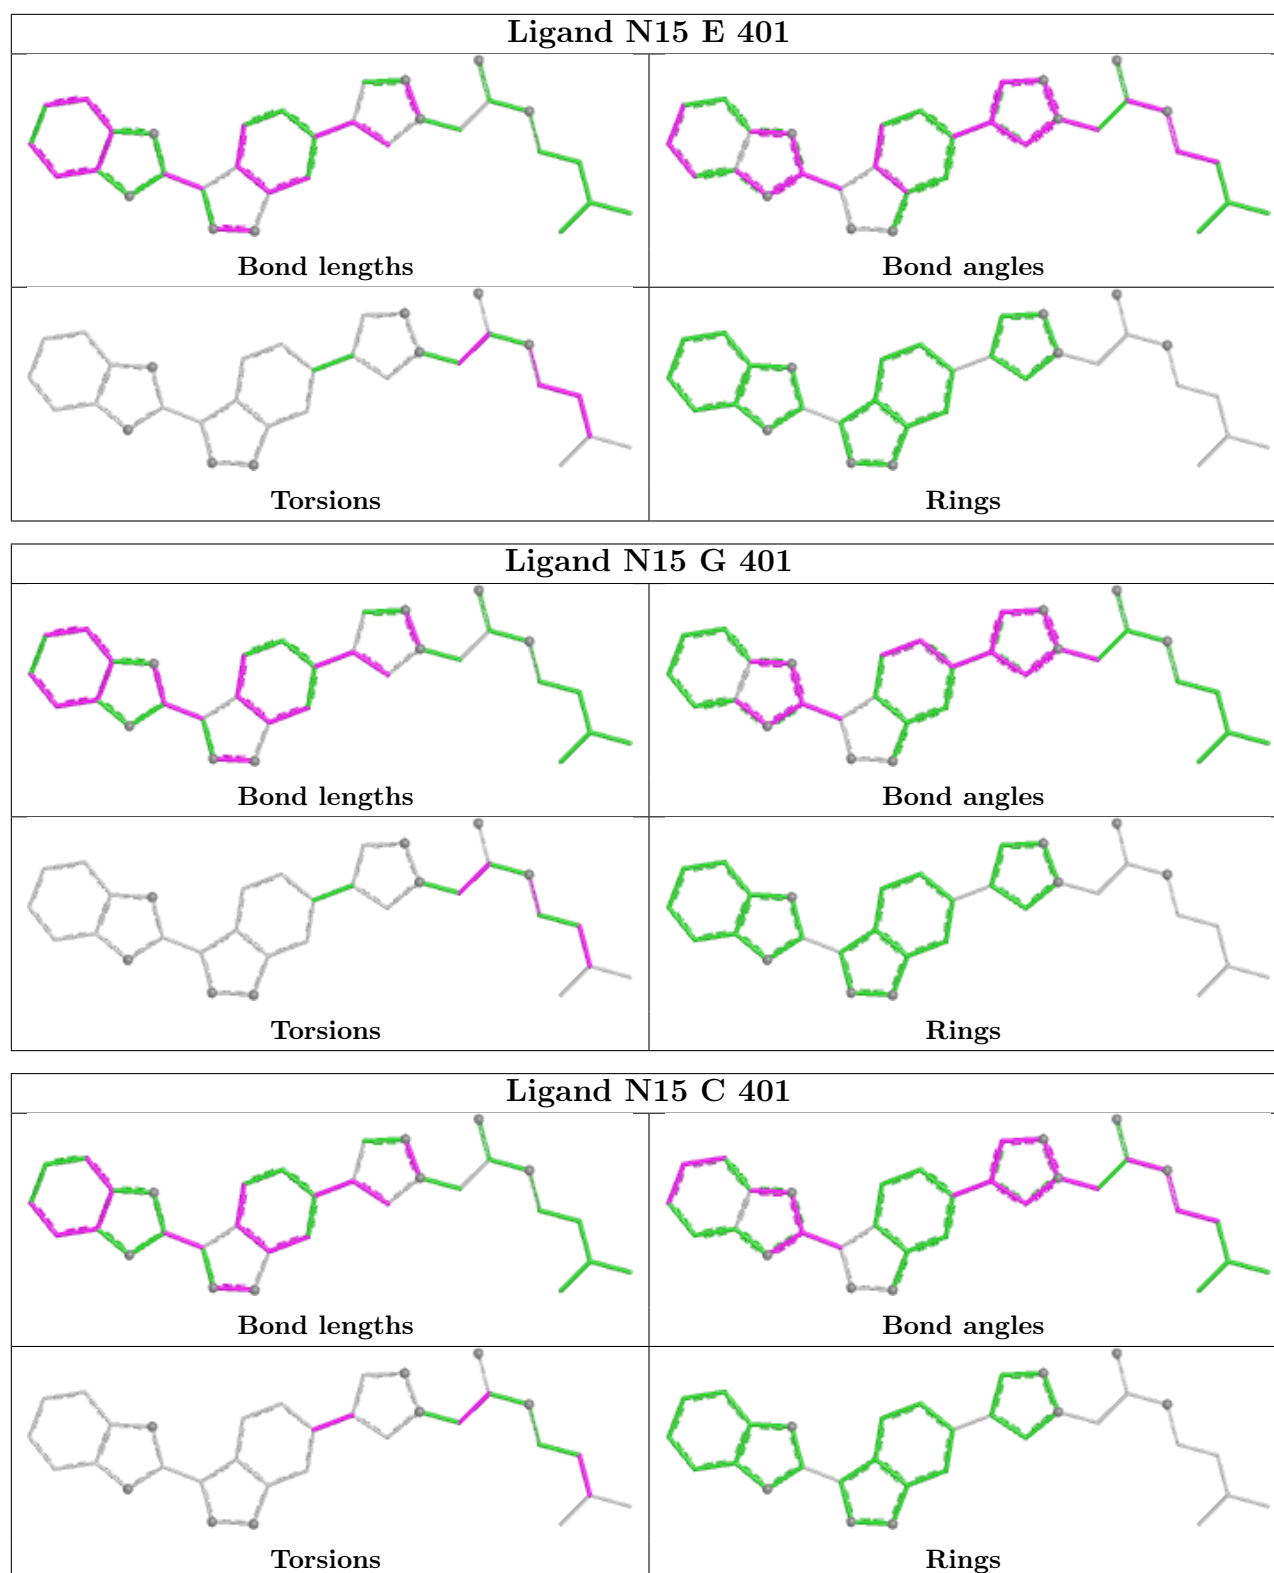 Ligand N15 E 401
Bond lengths
Bond angles
Torsions
Rings
Ligand N15 G 401
Bond lengths
Bond angles
Torsions
Rings
Ligand N15 C 401
Bond lengths
Bond angles
Torsions
Rings